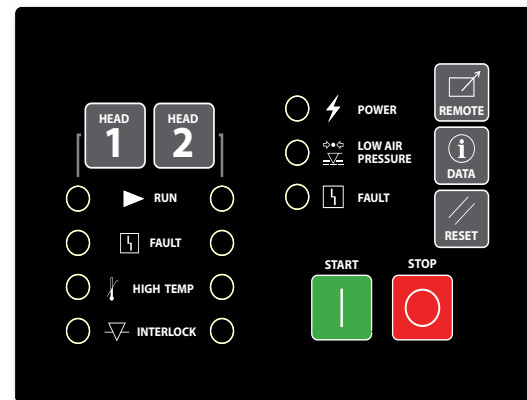 HEAD
1
HEAD
2
RUN
FAULT
HIGH TEMP
INTERLOCK
POWER
LOW AIR
PRESSURE
FAULT
REMOTE
DATA
RESET
START
STOP